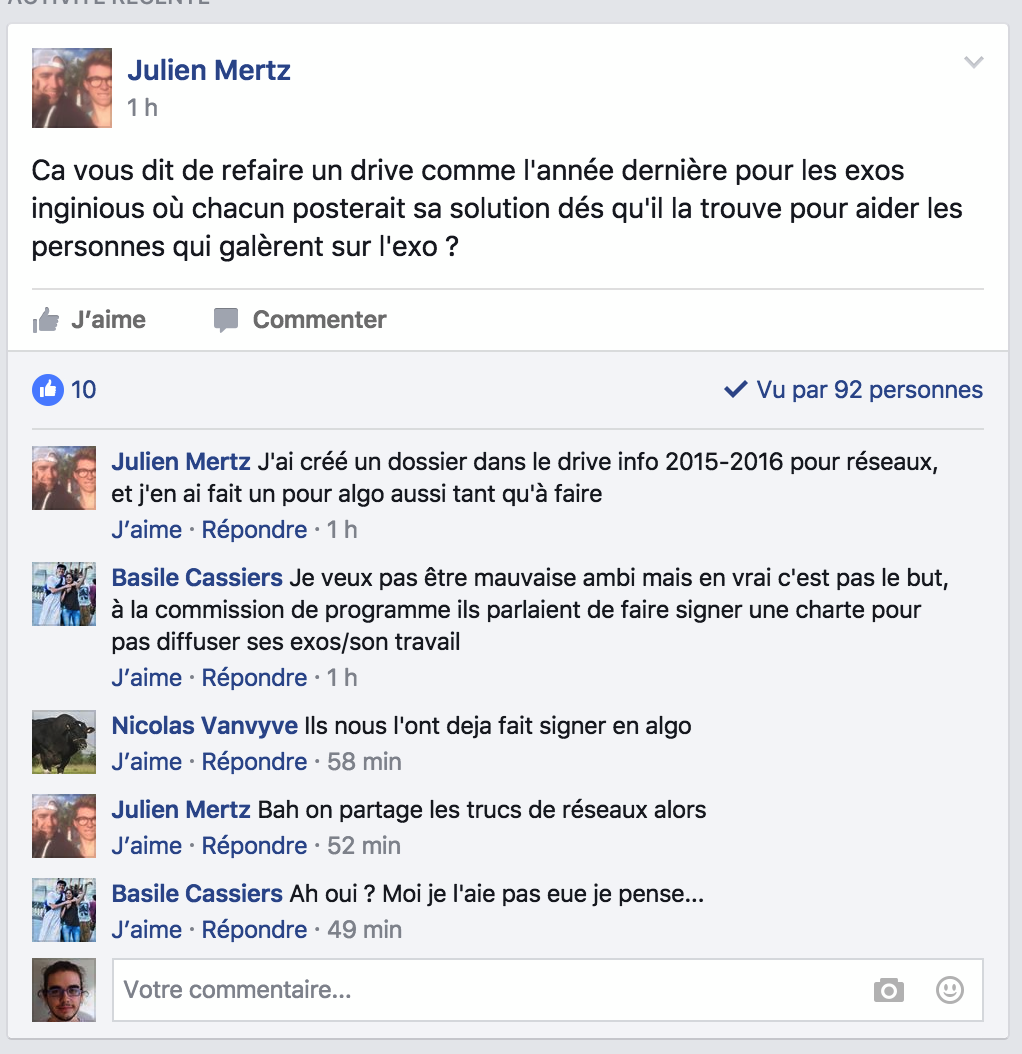 ACTIVITÉ RÉCENTE
Julien Mertz
1 h
Ca vous dit de refaire un drive comme l'année dernière pour les exos
inginious où chacun posterait sa solution dés qu'il la trouve pour aider les
personnes qui galèrent sur l'exo ?
J'aime Commenter
10 Vu par 92 personnes
Julien Mertz J'ai créé un dossier dans le drive info 2015-2016 pour réseaux,
et j'en ai fait un pour algo aussi tant qu'à faire
J'aime · Répondre · 1 h
Basile Cassiers Je veux pas être mauvaise ambi mais en vrai c'est pas le but,
à la commission de programme ils parlaient de faire signer une charte pour
pas diffuser ses exos/son travail
J'aime · Répondre · 1 h
Nicolas Vanvyve Ils nous l'ont deja fait signer en algo
J'aime · Répondre · 58 min
Julien Mertz Bah on partage les trucs de réseaux alors
J'aime · Répondre · 52 min
Basile Cassiers Ah oui ? Moi je l'aie pas eue je pense...
J'aime · Répondre · 49 min
Votre commentaire...